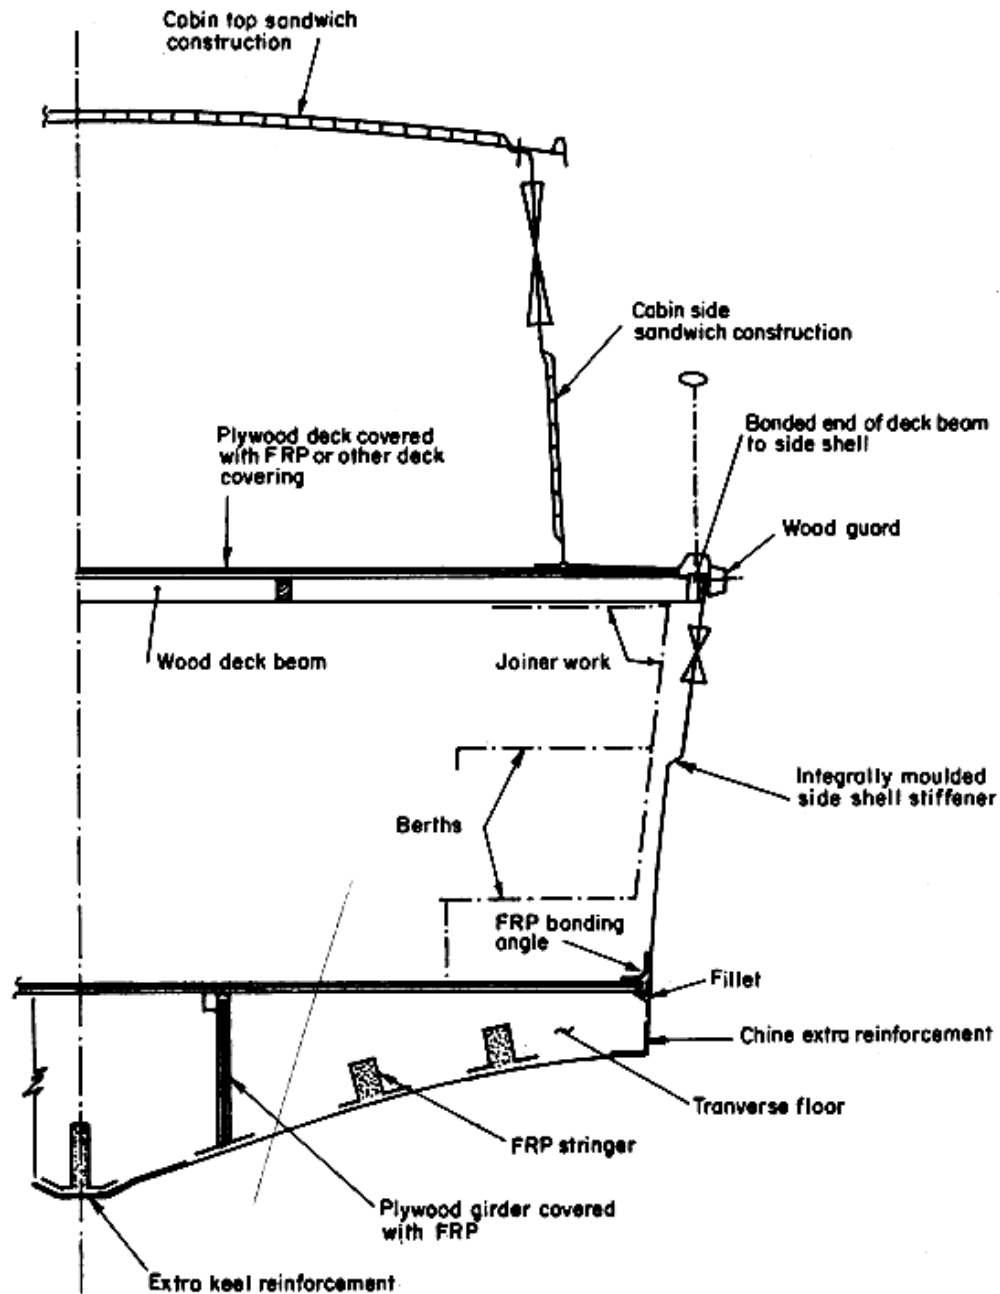 Cabin top sandwich
construction
Cabin side
sandwich construction
Bonded end of deck beam
to side shell
Plywood deck covered
with FRP or other deck
covering
Wood guard
Wood deck beam
Joiner work
Integrally moulded
side shell stiffener
Berths
FRP bonding
angle
Fillet
Chine extra reinforcement
Tranverse floor
FRP stringer
Plywood girder covered
with FRP
Extra keel reinforcement